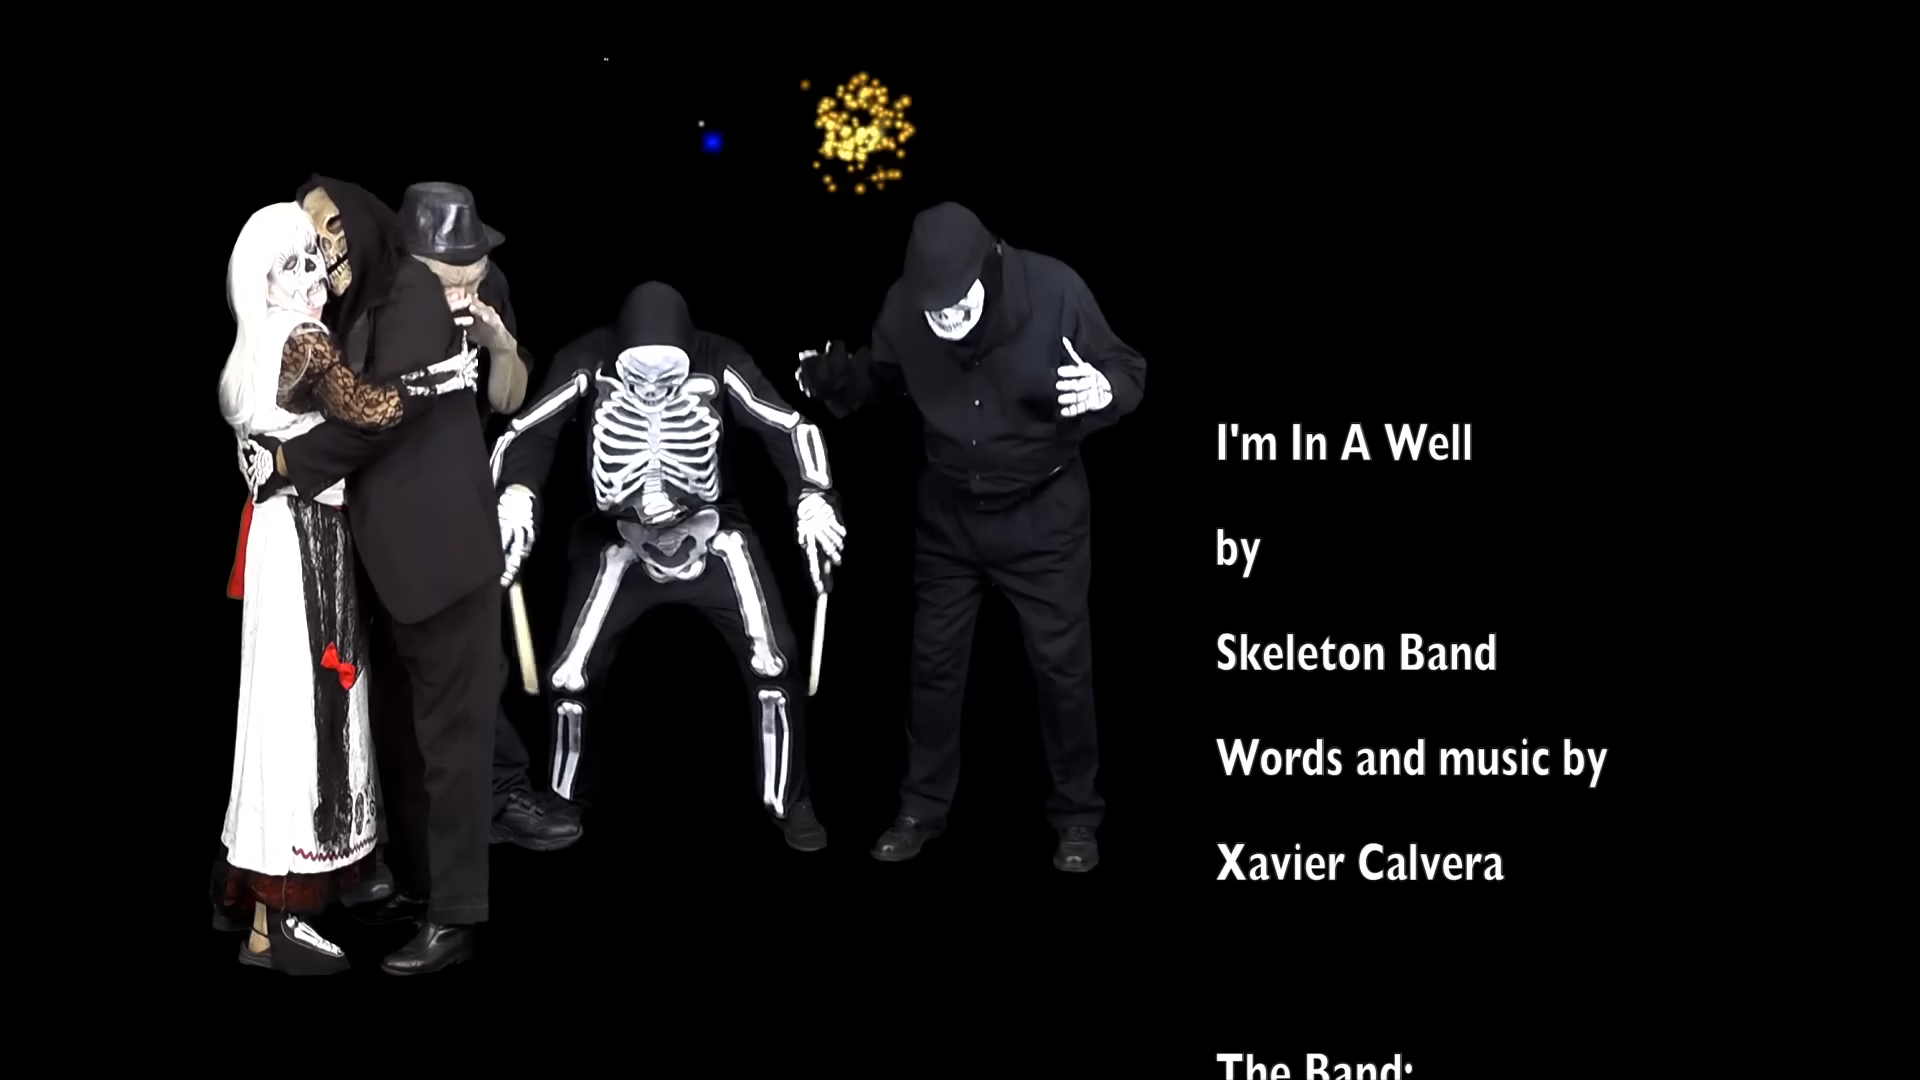 I'm In A Well
by
Skeleton Band
Words and music by
Xavier Calvera
The Band: